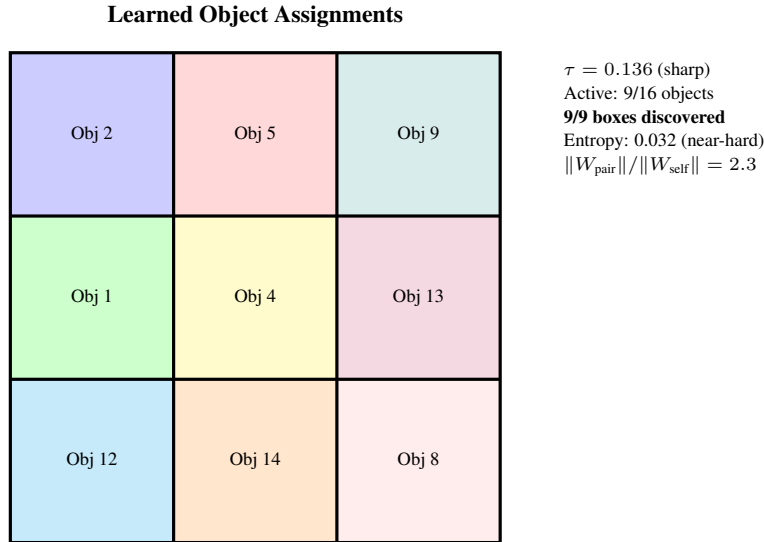 Learned Object Assignments
τ = 0.136 (sharp)
Active: 9/16 objects
9/9 boxes discovered
Entropy: 0.032 (near-hard)
∥W_pair∥/∥W_self∥ = 2.3
Obj 2 Obj 5 Obj 9
Obj 1 Obj 4 Obj 13
Obj 12 Obj 14 Obj 8